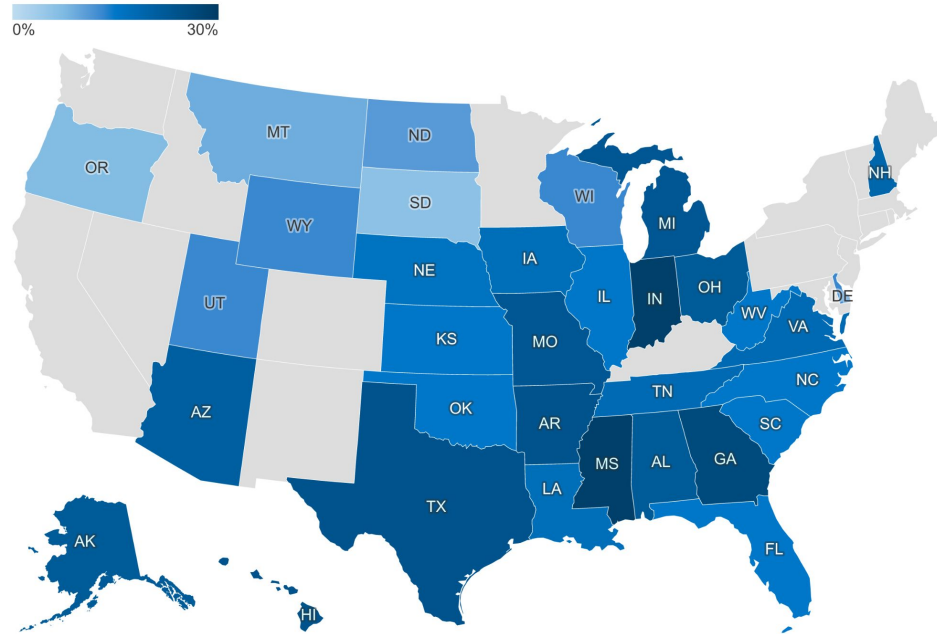 0% 30%
MT
ND
OR
SD
WI
NH
WY
MI
IA
NE
DE
OH
IL
IN
UT
WV
VA
KS
MO
NC
TN
OK
AZ
AR
SC
GA
AL
MS
LA
TX
AK
FL
HI